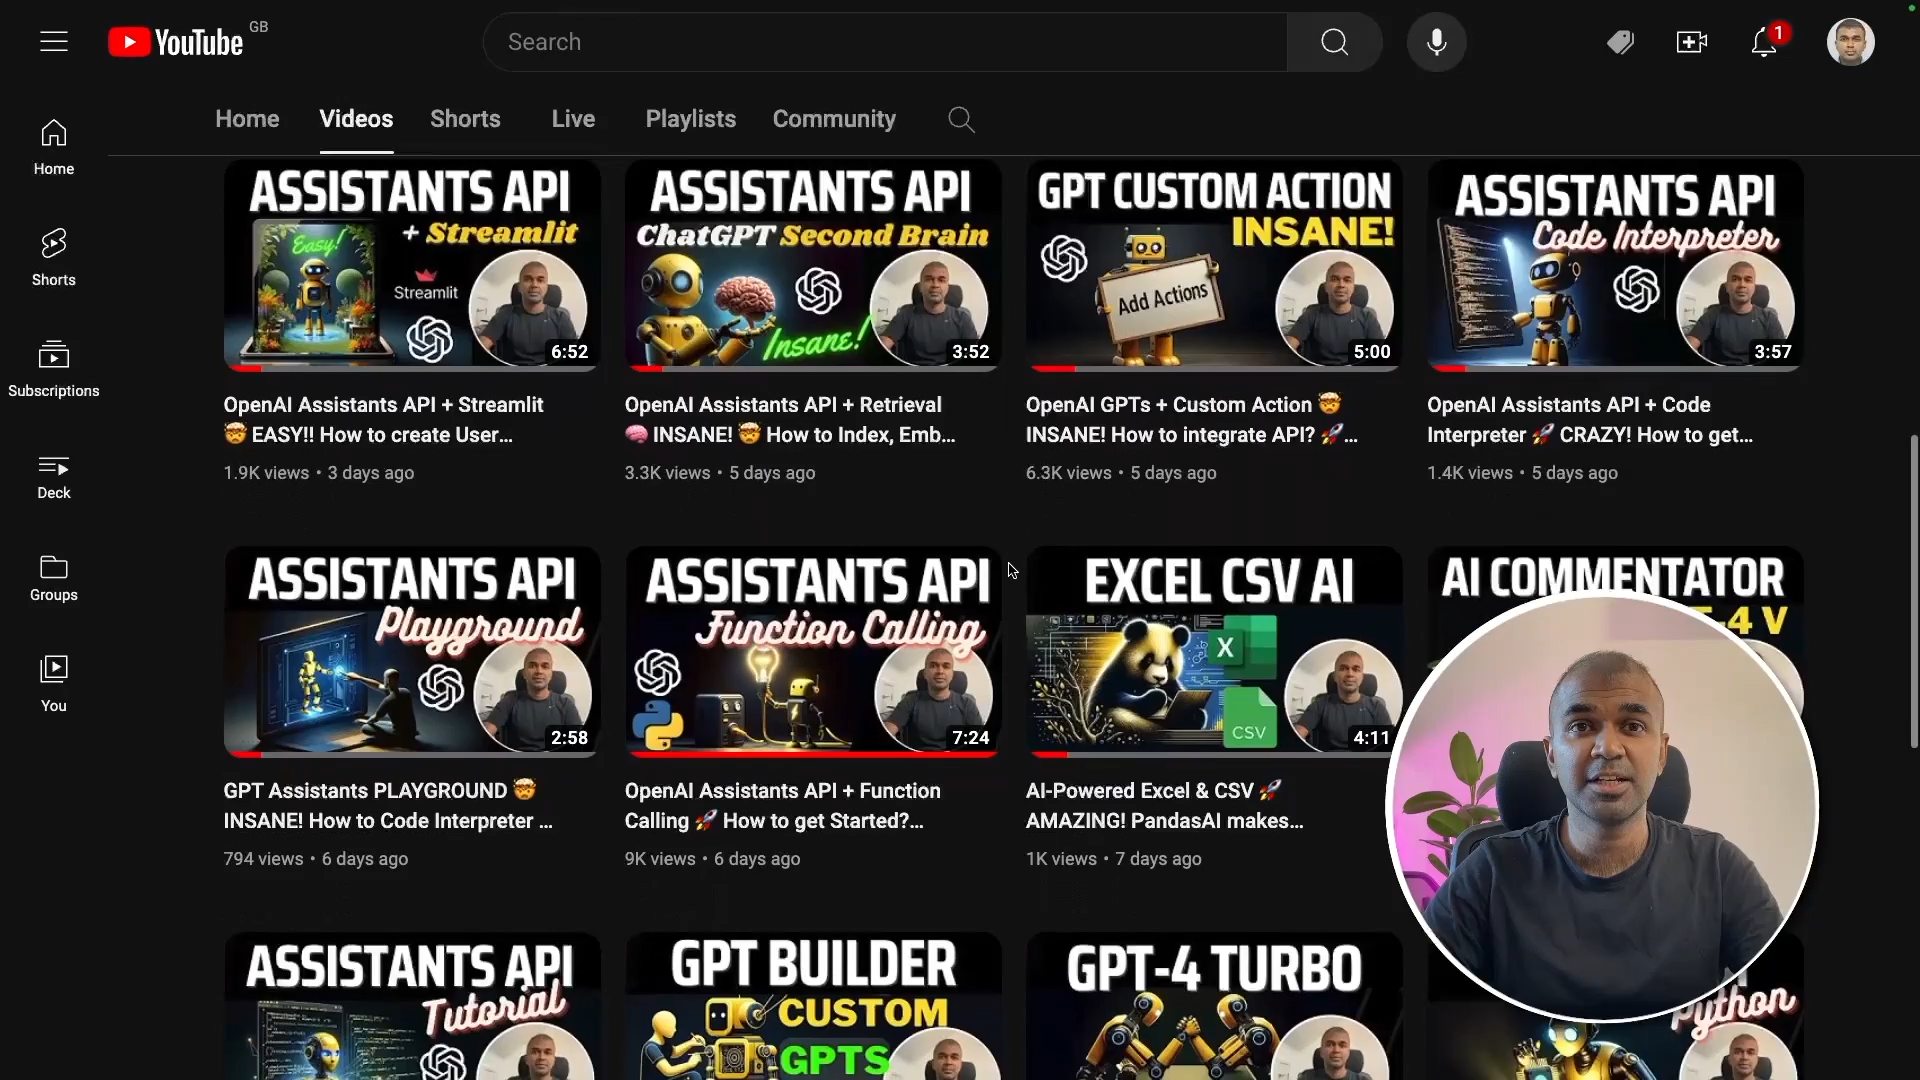 YouTube GB
Search
1
Home
Videos
Shorts
Live
Playlists
Community
Home
Shorts
Subscriptions
Deck
Groups
You
ASSISTANTS API
+ Streamlit
Easy!
Streamlit
6:52
OpenAI Assistants API + Streamlit
🤯 EASY!! How to create User...
1.9K views • 3 days ago
ASSISTANTS API
ChatGPT Second Brain
Insane!
3:52
OpenAI Assistants API + Retrieval
🧠 INSANE! 🤯 How to Index, Emb...
3.3K views • 5 days ago
GPT CUSTOM ACTION
INSANE!
Add Actions
5:00
OpenAI GPTs + Custom Action 🤯
INSANE! How to integrate API? 🚀...
6.3K views • 5 days ago
ASSISTANTS API
Code Interpreter
3:57
OpenAI Assistants API + Code
Interpreter 🚀 CRAZY! How to get...
1.4K views • 5 days ago
ASSISTANTS API
Playground
2:58
GPT Assistants PLAYGROUND 🤯
INSANE! How to Code Interpreter ...
794 views • 6 days ago
ASSISTANTS API
Function Calling
7:24
OpenAI Assistants API + Function
Calling 🚀 How to get Started?...
9K views • 6 days ago
EXCEL CSV AI
X
CSV
4:11
AI-Powered Excel & CSV 🚀
AMAZING! PandasAI makes...
1K views • 7 days ago
AI COMMENTATOR
-4 V
ASSISTANTS API
Tutorial
GPT BUILDER
CUSTOM
GPTS
GPT-4 TURBO
Python